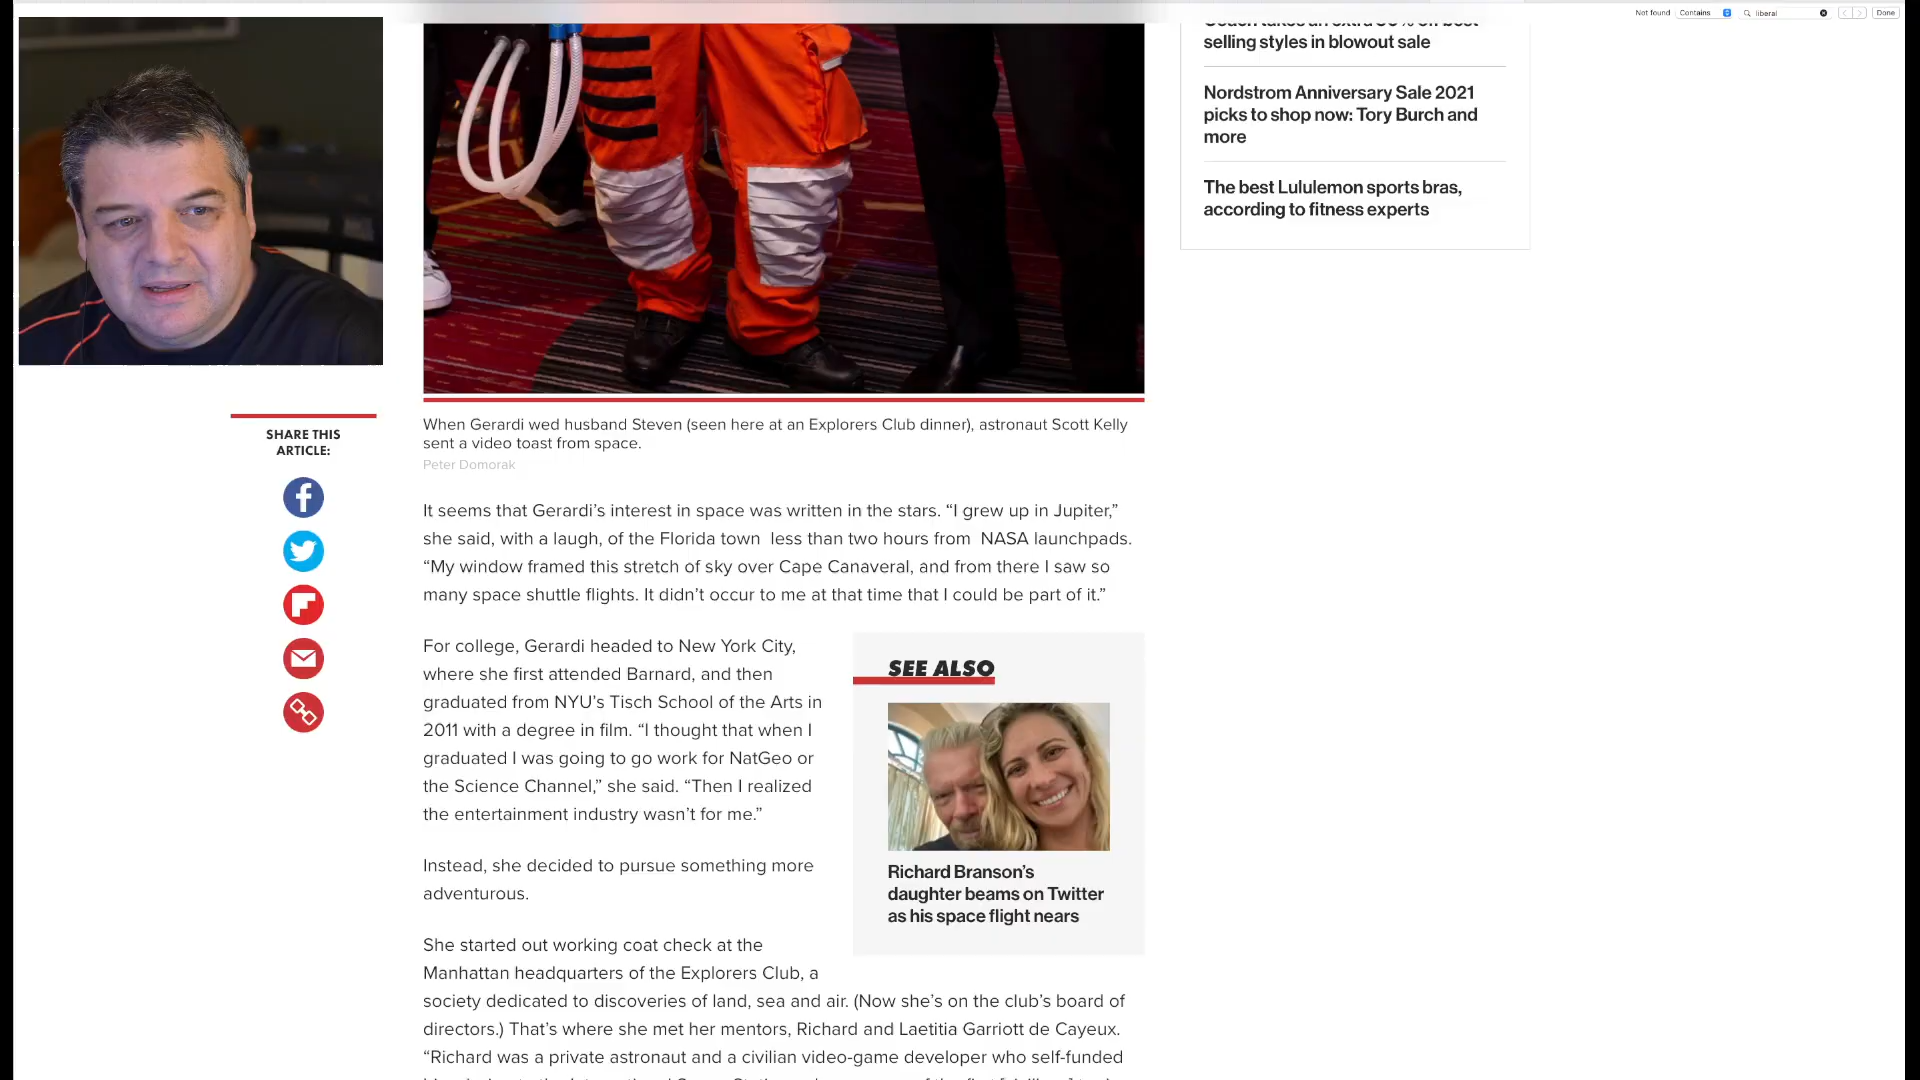 Not found
Contains
liberal
Done
selling styles in blowout sale
Nordstrom Anniversary Sale 2021
picks to shop now: Tory Burch and
more
The best Lululemon sports bras,
according to fitness experts
SHARE THIS
ARTICLE:
When Gerardi wed husband Steven (seen here at an Explorers Club dinner), astronaut Scott Kelly
sent a video toast from space.
Peter Domorak
It seems that Gerardi’s interest in space was written in the stars. “I grew up in Jupiter,”
she said, with a laugh, of the Florida town less than two hours from NASA launchpads.
“My window framed this stretch of sky over Cape Canaveral, and from there I saw so
many space shuttle flights. It didn’t occur to me at that time that I could be part of it.”
For college, Gerardi headed to New York City,
where she first attended Barnard, and then
graduated from NYU’s Tisch School of the Arts in
2011 with a degree in film. “I thought that when I
graduated I was going to go work for NatGeo or
the Science Channel,” she said. “Then I realized
the entertainment industry wasn’t for me.”
Instead, she decided to pursue something more
adventurous.
SEE ALSO
Richard Branson’s
daughter beams on Twitter
as his space flight nears
She started out working coat check at the
Manhattan headquarters of the Explorers Club, a
society dedicated to discoveries of land, sea and air. (Now she’s on the club’s board of
directors.) That’s where she met her mentors, Richard and Laetitia Garriott de Cayeux.
“Richard was a private astronaut and a civilian video-game developer who self-funded